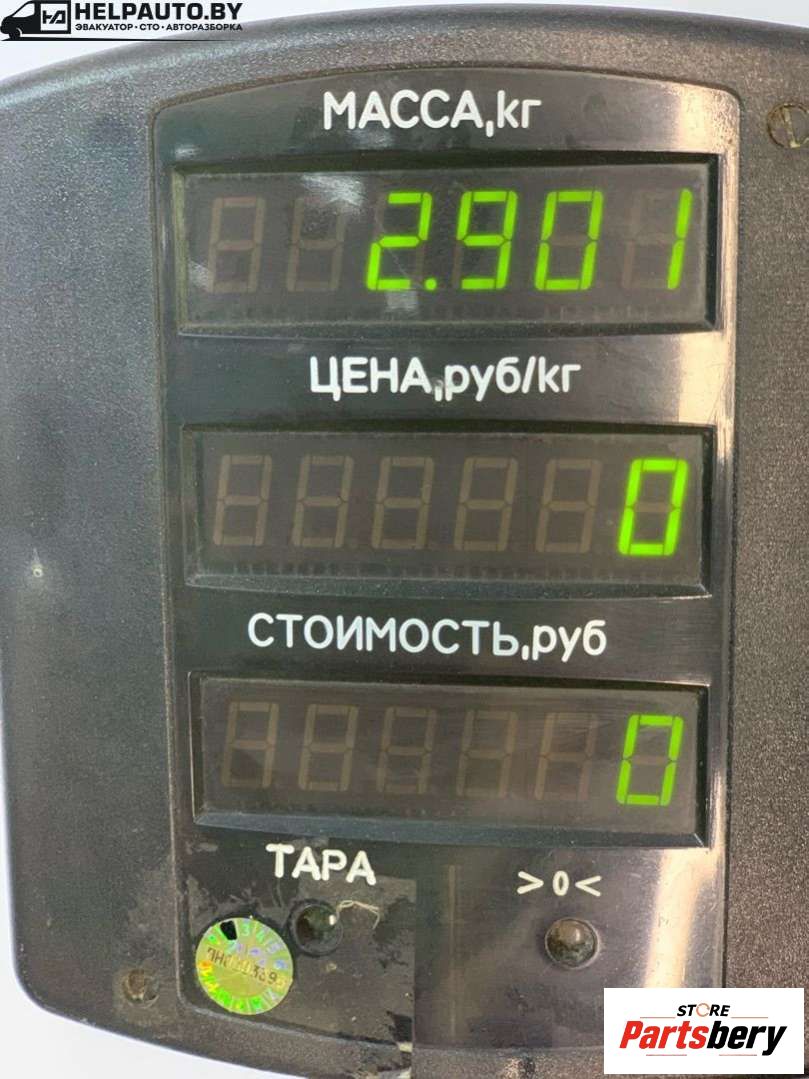 HELPAUTO.BY
ЭВАКУАТОР • СТО • АВТОРАЗБОРКА
МАССА,кг
2.901
ЦЕНА,руб/кг
0
СТОИМОСТЬ,руб
0
ТАРА
>0<
STORE
Partsbery